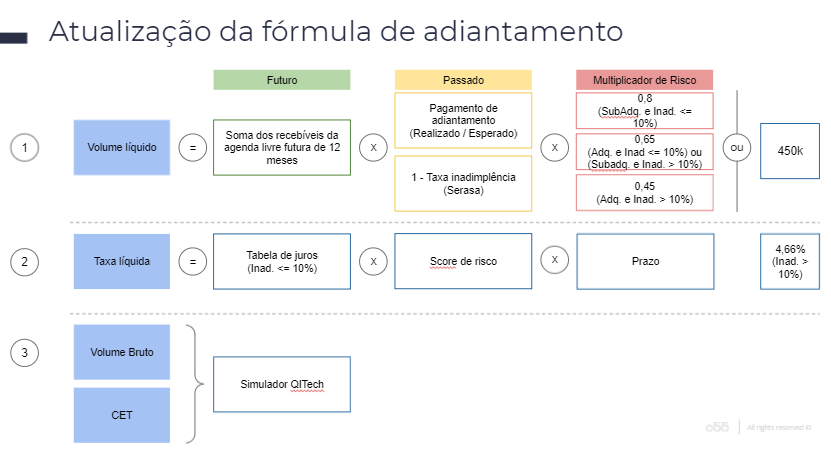 Atualização da fórmula de adiantamento
Futuro
Passado
Multiplicador de Risco
1
Volume líquido
=
Soma dos recebíveis da
agenda livre futura de 12
meses
X
Pagamento de
adiantamento
(Realizado / Esperado)
1 - Taxa inadimplência
(Serasa)
X
0,8
(SubAdq. e Inad. <=
10%)
0,65
(Adq. e Inad <= 10%) ou
(Subadq. e Inad. > 10%)
0,45
(Adq. e Inad. > 10%)
ou
450k
2
Taxa líquida
=
Tabela de juros
(Inad. <= 10%)
X
Score de risco
X
Prazo
4,66%
(Inad. >
10%)
3
Volume Bruto
CET
Simulador QITech
a55
All rights reserved ©